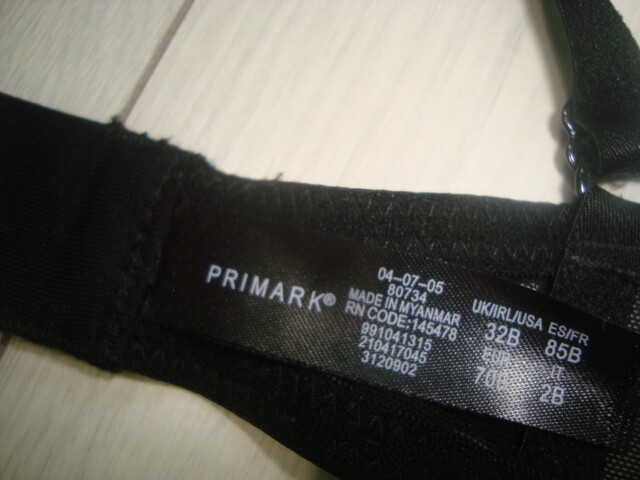 PRIMARK®
04-07-05
80734
MADE IN MYANMAR
RN CODE:145478
991041315
210417045
3120902
UK/IRL/USA ES/FR
32B 85B
EUR IT
70B 2B